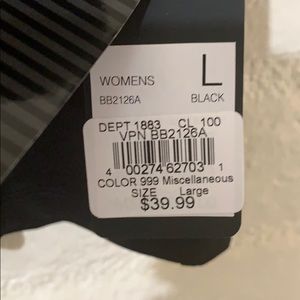 WOMENS L
BB2126A BLACK
DEPT 1883 CL 100
VPN BB2126A
4 00274 62703 1
COLOR 999 Miscellaneous
SIZE Large
$39.99